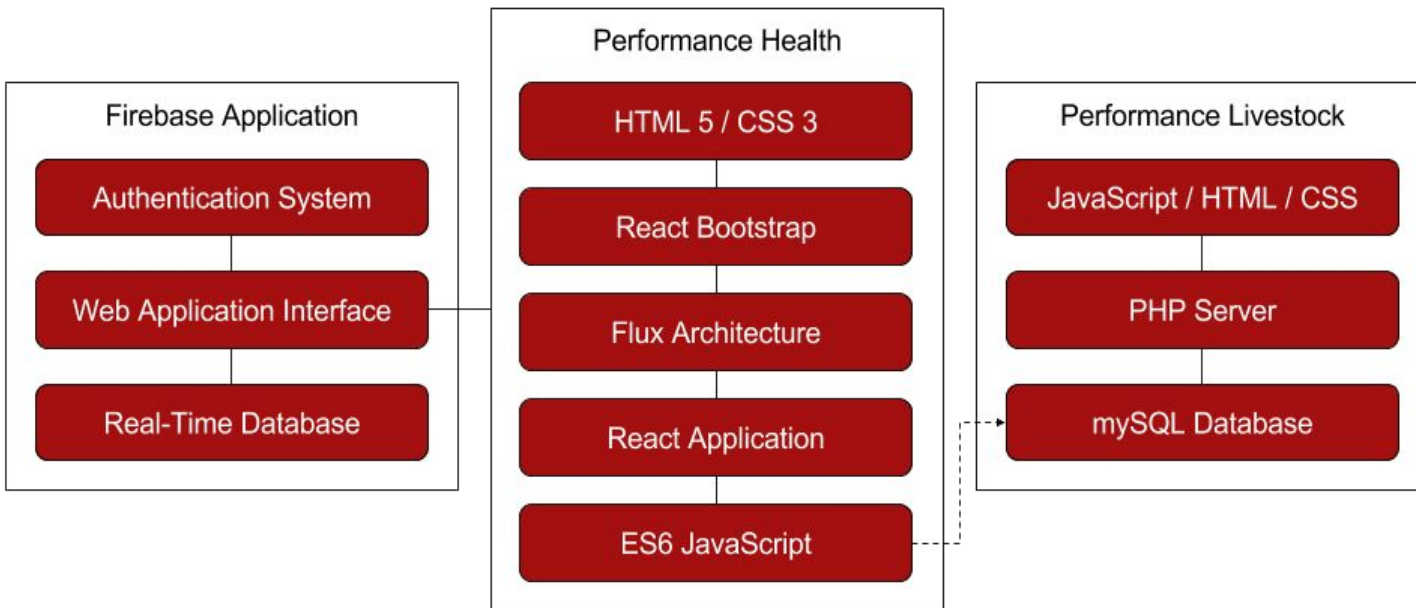 Firebase Application
Authentication System
Web Application Interface
Real-Time Database
Performance Health
HTML 5 / CSS 3
React Bootstrap
Flux Architecture
React Application
ES6 JavaScript
Performance Livestock
JavaScript / HTML / CSS
PHP Server
mySQL Database